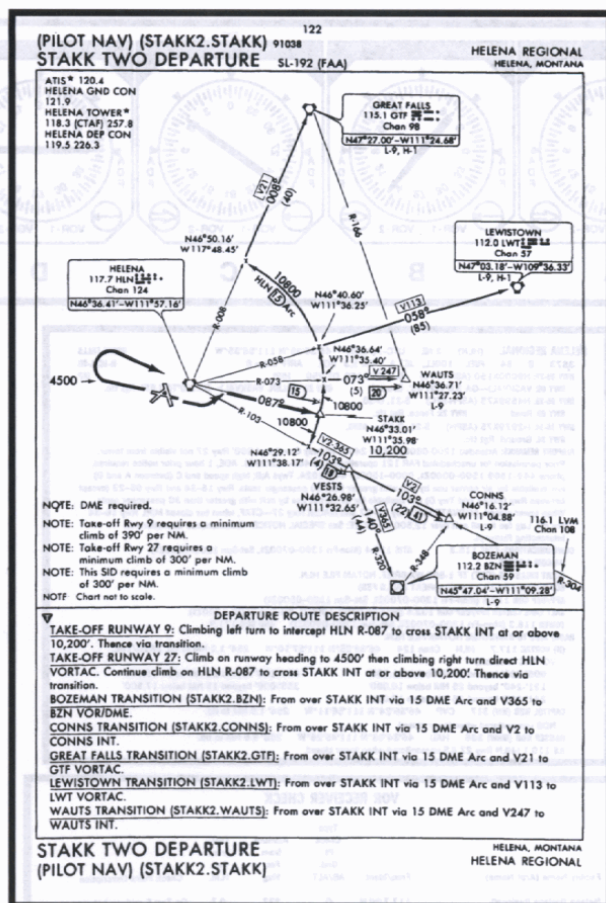 122
(PILOT NAV) (STAKK2.STAKK) 91038
STAKK TWO DEPARTURE
SL-192 (FAA)
HELENA REGIONAL
HELENA, MONTANA
ATIS* 120.4
HELENA GND CON
121.9
HELENA TOWER*
118.3 (CTAF) 257.8
HELENA DEP CON
119.5 226.3
GREAT FALLS
115.1 GTF
Chan 98
N47°27.00'-W111°24.68'
L-9, H-1
V21
008°
(40)
R-166
LEWISTOWN
112.0 LWT
Chan 57
N47°03.18'-W109°36.33'
L-9, H-1
N46°50.16'
W117°48.45'
HELENA
117.7 HLN
Chan 124
N46°36.41'-W111°57.16'
10800
HLN 15 Arc
N46°40.60'
W111°36.25'
V113
058°
(85)
R-008
N46°36.64'
W111°35.40'
R-058
V 247
4500
R-073
073°
(5)
20
WAUTS
N46°36.71'
W111°27.23'
L-9
087°
15
10800
R-103
10800
STAKK
N46°33.01'
W111°35.98'
10,200
N46°29.12'
W111°38.17'
V2-365
103°
(4)
19
VESTS
N46°26.98'
W111°32.65'
V2
103°
(22)
41
CONNS
N46°16.12'
W111°04.88'
L-9
116.1 LVM
Chan 108
V365
140°
(44)
R-320
R-348
R-304
BOZEMAN
112.2 BZN
Chan 59
N45°47.04'-W111°09.28'
L-9
NOTE: DME required.
NOTE: Take-off Rwy 9 requires a minimum
climb of 390' per NM.
NOTE: Take-off Rwy 27 requires a
minimum climb of 300' per NM.
NOTE: This SID requires a minimum climb
of 300' per NM.
NOTE Chart not to scale.
▼ DEPARTURE ROUTE DESCRIPTION
TAKE-OFF RUNWAY 9: Climbing left turn to intercept HLN R-087 to cross STAKK INT at or above
10,200'. Thence via transition.
TAKE-OFF RUNWAY 27: Climb on runway heading to 4500' then climbing right turn direct HLN
VORTAC. Continue climb on HLN R-087 to cross STAKK INT at or above 10,200'. Thence via
transition.
BOZEMAN TRANSITION (STAKK2.BZN): From over STAKK INT via 15 DME Arc and V365 to
BZN VOR/DME.
CONNS TRANSITION (STAKK2.CONNS): From over STAKK INT via 15 DME Arc and V2 to
CONNS INT.
GREAT FALLS TRANSITION (STAKK2.GTF): From over STAKK INT via 15 DME Arc and V21 to
GTF VORTAC.
LEWISTOWN TRANSITION (STAKK2.LWT): From over STAKK INT via 15 DME Arc and V113 to
LWT VORTAC.
WAUTS TRANSITION (STAKK2.WAUTS): From over STAKK INT via 15 DME Arc and V247 to
WAUTS INT.
STAKK TWO DEPARTURE
(PILOT NAV) (STAKK2.STAKK)
HELENA, MONTANA
HELENA REGIONAL